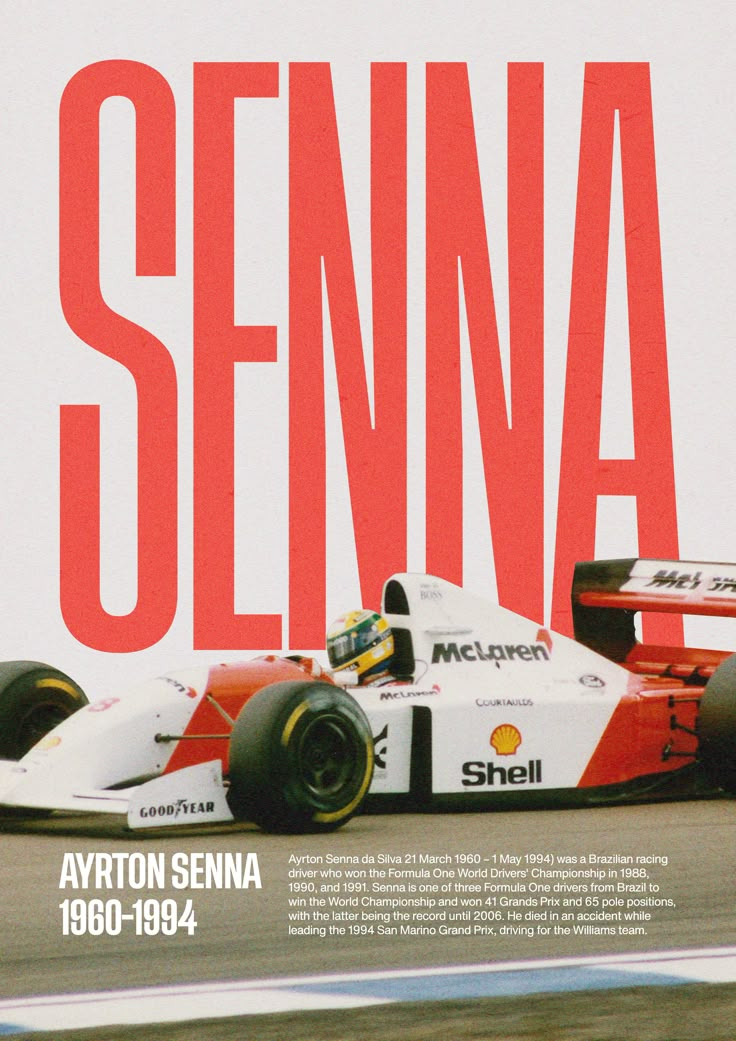 SENNA
BOSS
McLaren
McLaren
COURTAULDS
Shell
GOODYEAR
8
AYRTON SENNA
1960-1994
Ayrton Senna da Silva 21 March 1960 – 1 May 1994) was a Brazilian racing
driver who won the Formula One World Drivers' Championship in 1988,
1990, and 1991. Senna is one of three Formula One drivers from Brazil to
win the World Championship and won 41 Grands Prix and 65 pole positions,
with the latter being the record until 2006. He died in an accident while
leading the 1994 San Marino Grand Prix, driving for the Williams team.